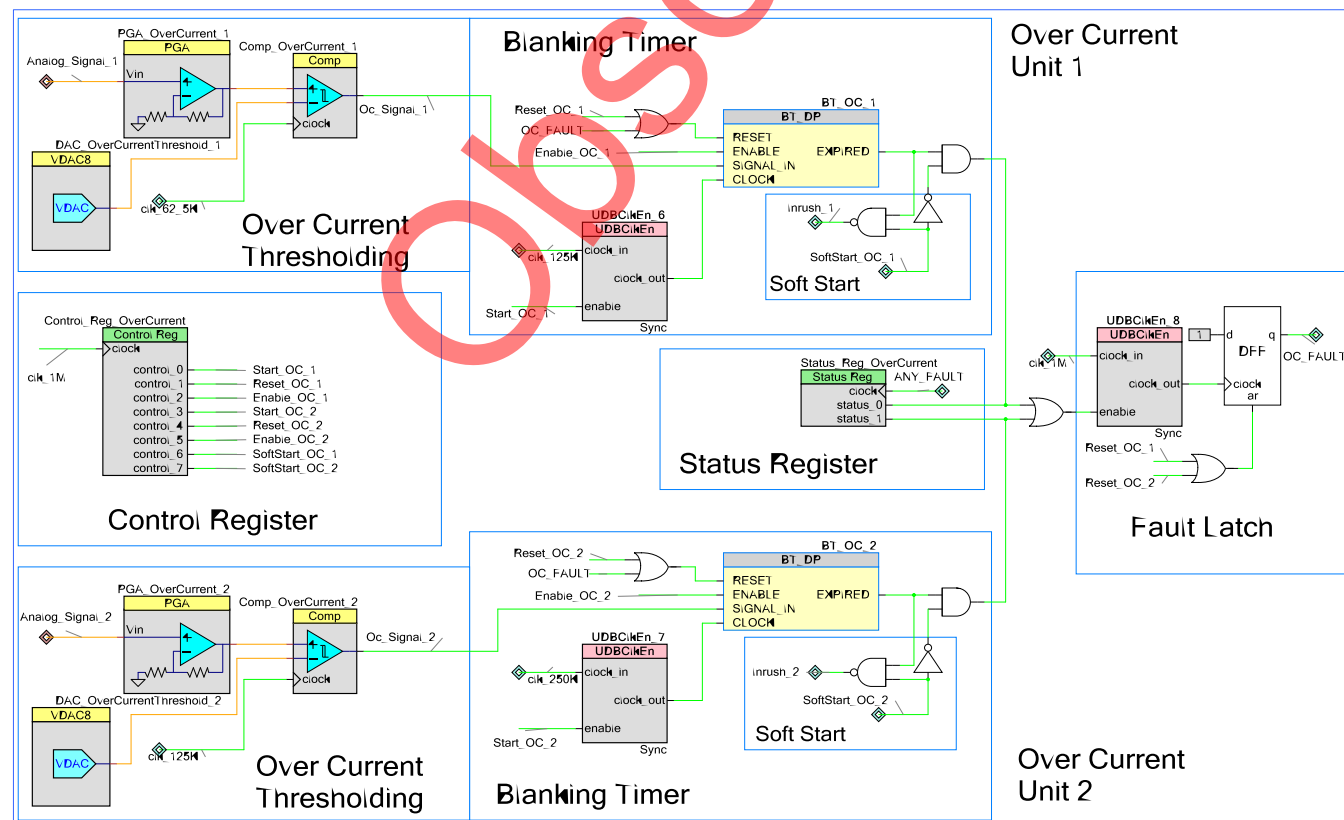 PGA_OverCurrent_1
PGA
Analog_Signal_1
Vin
Comp_OverCurrent_1
Comp
clock
Oc_Signal_1
DAC_OverCurrentThreshold_1
VDAC8
VDAC
clk_62_5K
Over Current
Thresholding
Blanking Timer
Reset_OC_1
OC_FAULT
Enable_OC_1
BT_OC_1
BT_DP
RESET
ENABLE
SIGNAL_IN
CLOCK
EXPIRED
UDBClkEn_6
UDBClkEn
clock_in
clk_125K
clock_out
Start_OC_1
enable
Sync
inrush_1
SoftStart_OC_1
Soft Start
Over Current
Unit 1
Control_Reg_OverCurrent
Control Reg
clock
clk_1M
control_0
Start_OC_1
control_1
Reset_OC_1
control_2
Enable_OC_1
control_3
Start_OC_2
control_4
Reset_OC_2
control_5
Enable_OC_2
control_6
SoftStart_OC_1
control_7
SoftStart_OC_2
Control Register
Status_Reg_OverCurrent
Status Reg
ANY_FAULT
clock
status_0
status_1
Status Register
UDBClkEn_8
UDBClkEn
clk_1M
clock_in
clock_out
enable
Sync
1
d
q
DFF
clock
ar
OC_FAULT
Reset_OC_1
Reset_OC_2
Fault Latch
PGA_OverCurrent_2
PGA
Analog_Signal_2
Vin
Comp_OverCurrent_2
Comp
clock
Oc_Signal_2
DAC_OverCurrentThreshold_2
VDAC8
VDAC
clk_125K
Over Current
Thresholding
Reset_OC_2
OC_FAULT
Enable_OC_2
BT_OC_2
BT_DP
RESET
ENABLE
SIGNAL_IN
CLOCK
EXPIRED
UDBClkEn_7
UDBClkEn
clock_in
clk_250K
clock_out
enable
Start_OC_2
Sync
inrush_2
SoftStart_OC_2
Soft Start
Blanking Timer
Over Current
Unit 2